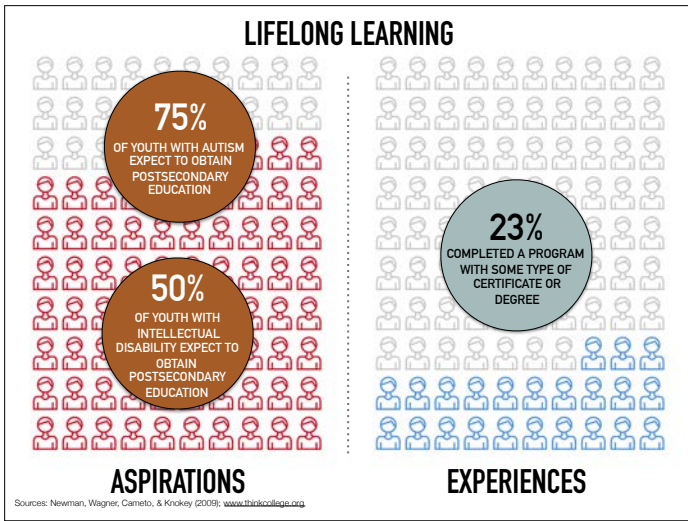 LIFELONG LEARNING
75%
OF YOUTH WITH AUTISM
EXPECT TO OBTAIN
POSTSECONDARY
EDUCATION
50%
OF YOUTH WITH
INTELLECTUAL
DISABILITY EXPECT TO
OBTAIN
POSTSECONDARY
EDUCATION
ASPIRATIONS
23%
COMPLETED A PROGRAM
WITH SOME TYPE OF
CERTIFICATE OR
DEGREE
EXPERIENCES
Sources: Newman, Wagner, Cameto, & Knokey (2009); www.thinkcollege.org